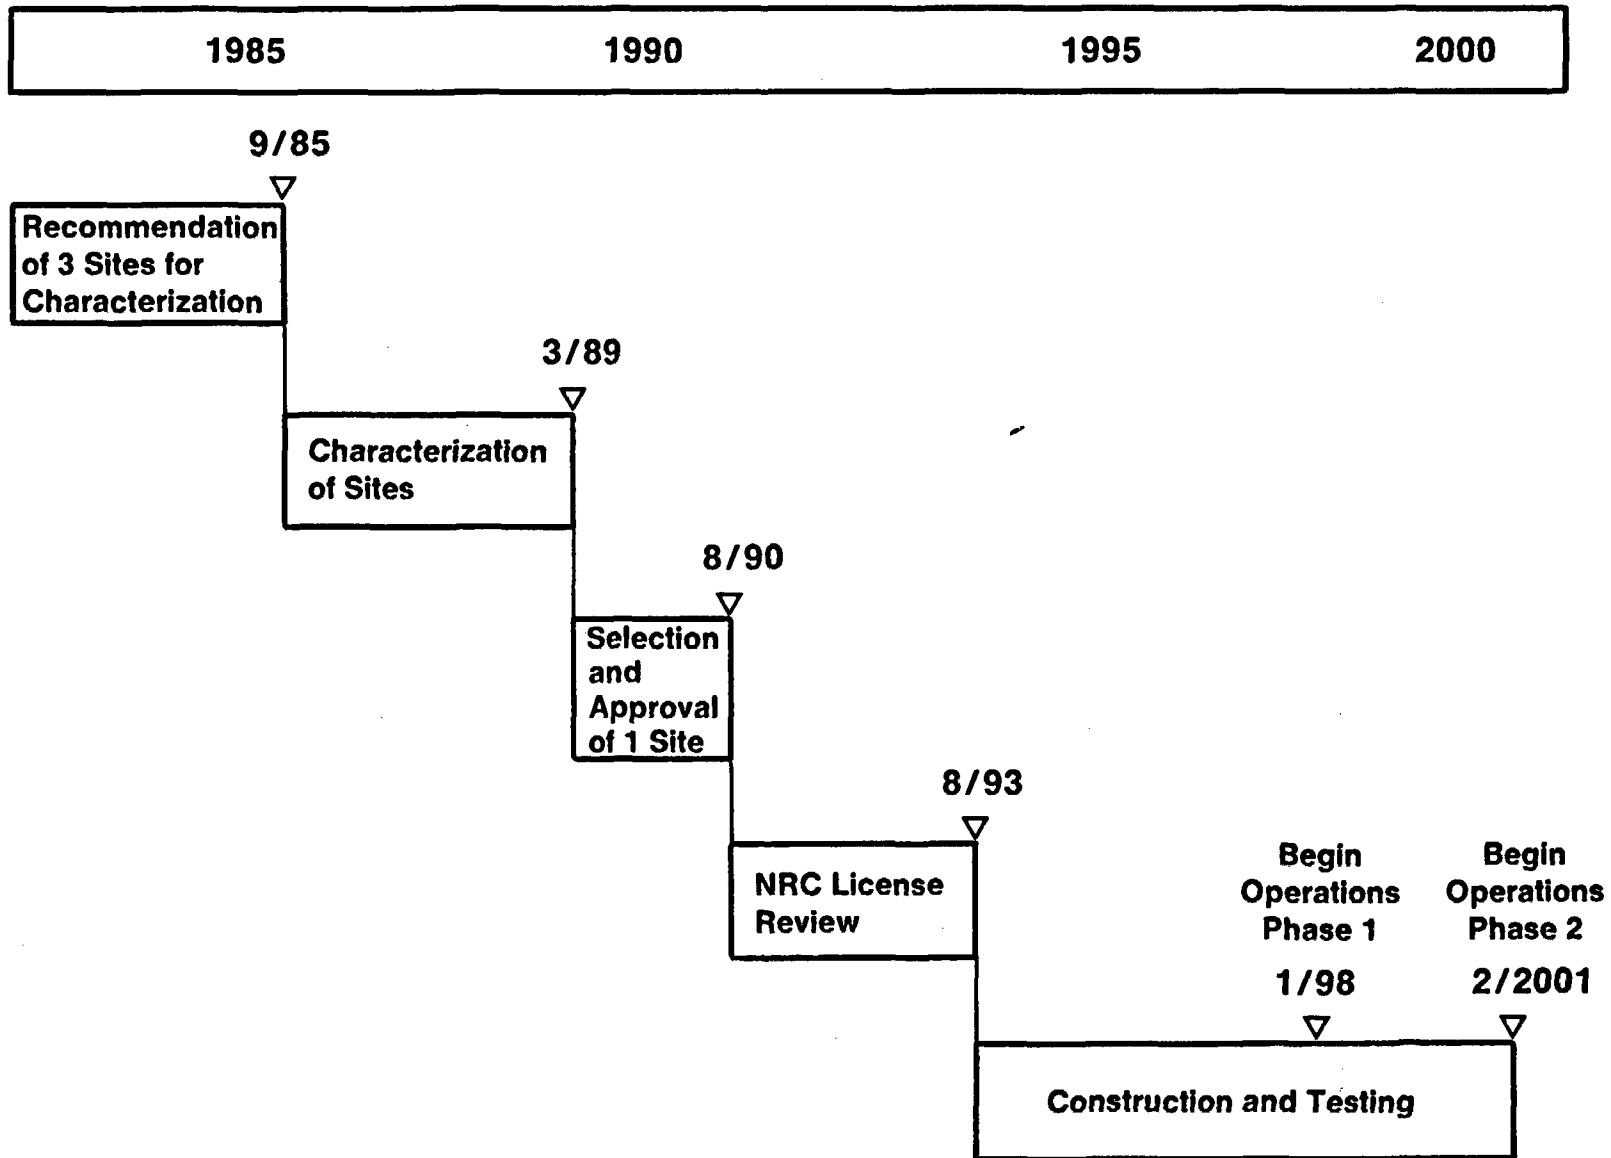 1985 1990 1995 2000
9/85
Recommendation
of 3 Sites for
Characterization
3/89
Characterization
of Sites
8/90
Selection
and
Approval
of 1 Site
8/93
NRC License
Review
Begin
Operations
Phase 1
1/98
Begin
Operations
Phase 2
2/2001
Construction and Testing